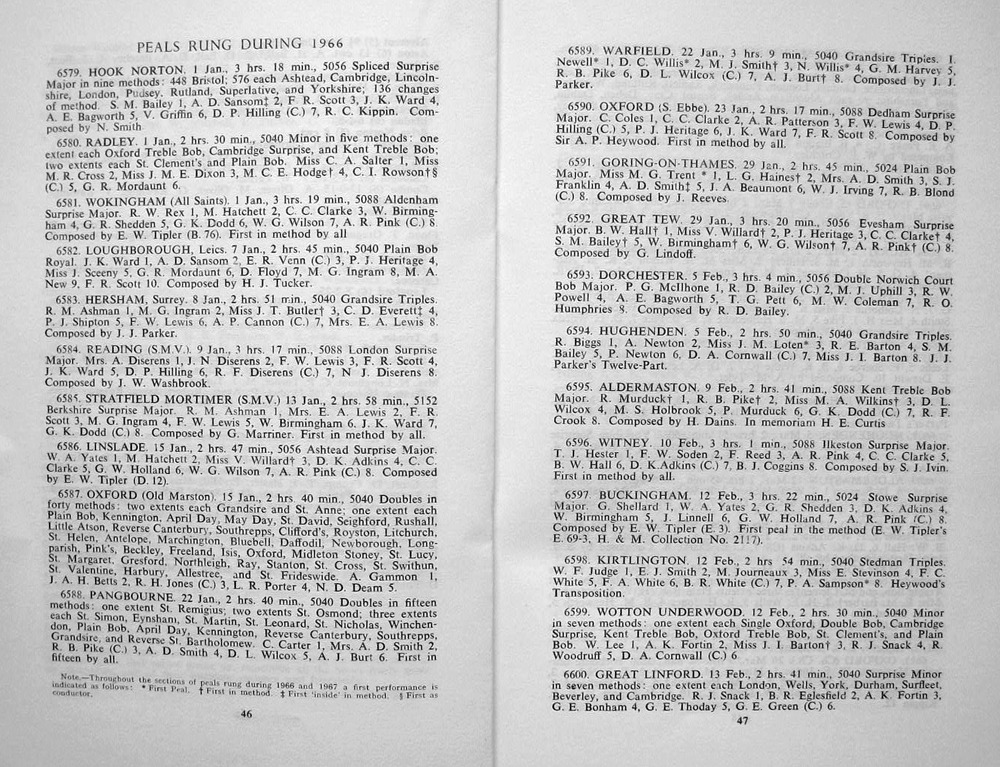 PEALS RUNG DURING 1966
6579. HOOK NORTON. 1 Jan., 3 hrs. 18 min., 5056 Spliced Surprise
Major in nine methods: 448 Bristol; 576 each Ashtead, Cambridge, Lincoln-
shire, London, Pudsey, Rutland, Superlative, and Yorkshire; 136 changes
of method. S. M. Bailey 1, A. D. Sansom‡ 2, F. R. Scott 3, J. K. Ward 4,
A. E. Bagworth 5, V. Griffin 6, D. P. Hilling (C.) 7, R. C. Kippin. Com-
posed by N. Smith
6580. RADLEY. 1 Jan., 2 hrs. 30 min., 5040 Minor in five methods: one
extent each Oxford Treble Bob, Cambridge Surprise, and Kent Treble Bob;
two extents each St. Clement's and Plain Bob. Miss C. A. Salter 1, Miss
M. R. Cross 2, Miss J. M. E. Dixon 3, M. C. E. Hodge† 4, C. I. Rowson†§
(C.) 5, G. R. Mordaunt 6.
6581. WOKINGHAM (All Saints). 1 Jan., 3 hrs. 19 min., 5088 Aldenham
Surprise Major. R. W. Rex 1, M. Hatchett 2, C. C. Clarke 3, W. Birming-
ham 4, G. R. Shedden 5, G. K. Dodd 6, W. G. Wilson 7, A. R. Pink (C.) 8.
Composed by E. W. Tipler (B. 76). First in method by all
6582. LOUGHBOROUGH, Leics. 7 Jan., 2 hrs. 45 min., 5040 Plain Bob
Royal. J. K. Ward 1, A. D. Sansom 2, E. R. Venn (C.) 3, P. J. Heritage 4,
Miss J. Sceeny 5, G. R. Mordaunt 6, D. Floyd 7, M. G. Ingram 8, M. A.
New 9, F. R. Scott 10. Composed by H. J. Tucker.
6583. HERSHAM, Surrey. 8 Jan., 2 hrs. 51 min., 5040 Grandsire Triples.
R. M. Ashman 1, M. G. Ingram 2, Miss J. T. Butler† 3, C. D. Everett‡ 4,
P. J. Shipton 5, F. W. Lewis 6, A. P. Cannon (C.) 7, Mrs. E. A. Lewis 8.
Composed by J. J. Parker.
6584. READING (S.M.V.). 9 Jan., 3 hrs. 17 min., 5088 London Surprise
Major. Mrs. A. Diserens 1, J. N Diserens 2, F. W. Lewis 3, F. R. Scott 4,
J. K. Ward 5, D. P. Hilling 6, R. F. Diserens (C.) 7, N J. Diserens 8.
Composed by J. W. Washbrook.
6585. STRATFIELD MORTIMER (S.M.V.) 13 Jan., 2 hrs. 58 min., 5152
Berkshire Surprise Major. R. M. Ashman 1, Mrs. E. A. Lewis 2, F. R.
Scott 3, M. G. Ingram 4, F. W. Lewis 5, W. Birmingham 6, J. K. Ward 7,
G. K. Dodd (C.) 8. Composed by G. Marriner. First in method by all.
6586. LINSLADE. 15 Jan., 2 hrs. 47 min., 5056 Ashtead Surprise Major.
W. A. Yates 1, M. Hatchett 2, Miss V. Willard† 3, D. K. Adkins 4, C. C.
Clarke 5, G. W. Holland 6, W. G. Wilson 7, A. R. Pink (C.) 8. Composed
by E. W. Tipler (D. 12).
6587. OXFORD (Old Marston). 15 Jan., 2 hrs. 40 min., 5040 Doubles in
forty methods: two extents each Grandsire and St. Anne; one extent each
Plain Bob, Kennington, April Day, May Day, St. David, Seighford, Rushall,
Little Atson, Reverse Canterbury, Southrepps, Clifford's, Royston, Litchurch,
St. Helen, Antelope, Marchington, Bluebell, Daffodil, Newborough, Long-
parish, Pink's, Beckley, Freeland, Isis, Oxford, Midleton Stoney, St. Lucy,
St. Margaret, Gresford, Northleigh, Ray, Stanton, St. Cross, St. Swithun,
St. Valentine, Harbury, Allestree, and St. Frideswide. A. Gammon 1,
J. A. H. Betts 2, R. H. Jones (C.) 3, L. R. Porter 4, N. D. Deam 5.
6588. PANGBOURNE. 22 Jan., 2 hrs. 40 min., 5040 Doubles in fifteen
methods: one extent St. Remigius; two extents St. Osmond; three extents
each St. Simon, Eynsham, St. Martin, St. Leonard, St. Nicholas, Winchen-
don, Plain Bob, April Day, Kennington, Reverse Canterbury, Southrepps,
Grandsire, and Reverse St. Bartholomew. C. Carter 1, Mrs. A. D. Smith 2,
R. B. Pike (C.) 3, A. D. Smith 4, D. L. Wilcox 5, A. J. Burt 6. First in
fifteen by all.
Note.—Throughout the sections of peals rung during 1966 and 1967 a first performance is
indicated as follows: * First Peal. † First in method. ‡ First 'inside' in method. § First as
conductor.
46
6589. WARFIELD. 22 Jan., 3 hrs. 9 min., 5040 Grandsire Triples. I.
Newell* 1, D. C. Willis* 2, M. J. Smith† 3, N. Willis* 4, G. M. Harvey 5,
R. B. Pike 6, D. L. Wilcox (C.) 7, A. J. Burt† 8. Composed by J. J.
Parker.
6590. OXFORD (S. Ebbe). 23 Jan., 2 hrs. 17 min., 5088 Dedham Surprise
Major. C. Coles 1, C. C. Clarke 2, A. R. Patterson 3, F. W. Lewis 4, D. P.
Hilling (C.) 5, P. J. Heritage 6, J. K. Ward 7, F. R. Scott 8. Composed by
Sir A. P. Heywood. First in method by all.
6591. GORING-ON-THAMES. 29 Jan., 2 hrs. 45 min., 5024 Plain Bob
Major. Miss M. G. Trent * 1, L. G. Haines† 2, Mrs. A. D. Smith 3, S. J.
Franklin 4, A. D. Smith‡ 5, J. A. Beaumont 6, W. J. Irving 7, R. B. Blond
(C.) 8. Composed by J. Reeves.
6592. GREAT TEW. 29 Jan., 3 hrs. 20 min., 5056 Evesham Surprise
Major. B. W. Hall† 1, Miss V. Willard† 2, P. J. Heritage 3, C. C. Clarke† 4,
S. M. Bailey† 5, W. Birmingham† 6, W. G. Wilson† 7, A. R. Pink† (C.) 8.
Composed by G. Lindoff.
6593. DORCHESTER. 5 Feb., 3 hrs. 4 min., 5056 Double Norwich Court
Bob Major. P. G. McIlhone 1, R. D. Bailey (C.) 2, M. J. Uphill 3, R. W.
Powell 4, A. E. Bagworth 5, T. G. Pett 6, M. W. Coleman 7, R. O.
Humphries 8. Composed by R. D. Bailey.
6594. HUGHENDEN. 5 Feb., 2 hrs. 50 min., 5040 Grandsire Triples.
R. Biggs 1, A. Newton 2, Miss J. M. Loten* 3, R. E. Barton 4, S. M.
Bailey 5, P. Newton 6, D. A. Cornwall (C.) 7, Miss J. I. Barton 8. J. J.
Parker's Twelve-Part.
6595. ALDERMASTON. 9 Feb., 2 hrs. 41 min., 5088 Kent Treble Bob
Major. R. Murduck† 1, R. B. Pike† 2, Miss M. A. Wilkins† 3, D. L.
Wilcox 4, M. S. Holbrook 5, P. Murduck 6, G. K. Dodd (C.) 7, R. F.
Crook 8. Composed by H. Dains. In memoriam H. E. Curtis
6596. WITNEY. 10 Feb., 3 hrs. 1 min., 5088 Ilkeston Surprise Major.
T. J. Hester 1, F. W. Soden 2, F. Reed 3, A. R. Pink 4, C. C. Clarke 5,
B. W. Hall 6, D. K. Adkins (C.) 7, B. J. Coggins 8. Composed by S. J. Ivin.
First in method by all.
6597 BUCKINGHAM. 12 Feb., 3 hrs. 22 min., 5024 Stowe Surprise
Major. G. Shellard 1, W. A. Yates 2, G. R. Shedden 3, D. K. Adkins 4,
W. Birmingham 5, J. Linnell 6, G. W. Holland 7, A. R. Pink (C.) 8.
Composed by E. W. Tipler (E. 3). First peal in the method (E. W. Tipler's
E. 69-3, H. & M. Collection No. 2117).
6598. KIRTLINGTON. 12 Feb., 2 hrs 54 min., 5040 Stedman Triples.
W. F. Judge 1, E. J. Smith 2, M. Journeaux 3, Miss E. Stevinson 4, F. C.
White 5, F. A. White 6, B. R. White (C.) 7, P. A. Sampson* 8. Heywood's
Transposition.
6599. WOTTON UNDERWOOD. 12 Feb., 2 hrs. 30 min., 5040 Minor
in seven methods: one extent each Single Oxford, Double Bob, Cambridge
Surprise, Kent Treble Bob, Oxford Treble Bob, St. Clement's, and Plain
Bob. W. Lee 1, A. K. Fortin 2, Miss J. I. Barton† 3, R. J. Snack 4, R.
Woodruff 5, D. A. Cornwall (C.) 6
6600. GREAT LINFORD. 13 Feb., 2 hrs. 41 min., 5040 Surprise Minor
in seven methods: one extent each London, Wells, York, Durham, Surfleet,
Beverley, and Cambridge. R. J. Snack 1, B. R. Eglesfield 2, A. K. Fortin 3,
G. E. Bonham 4, G. E. Thoday 5, G. E. Green (C.) 6.
47